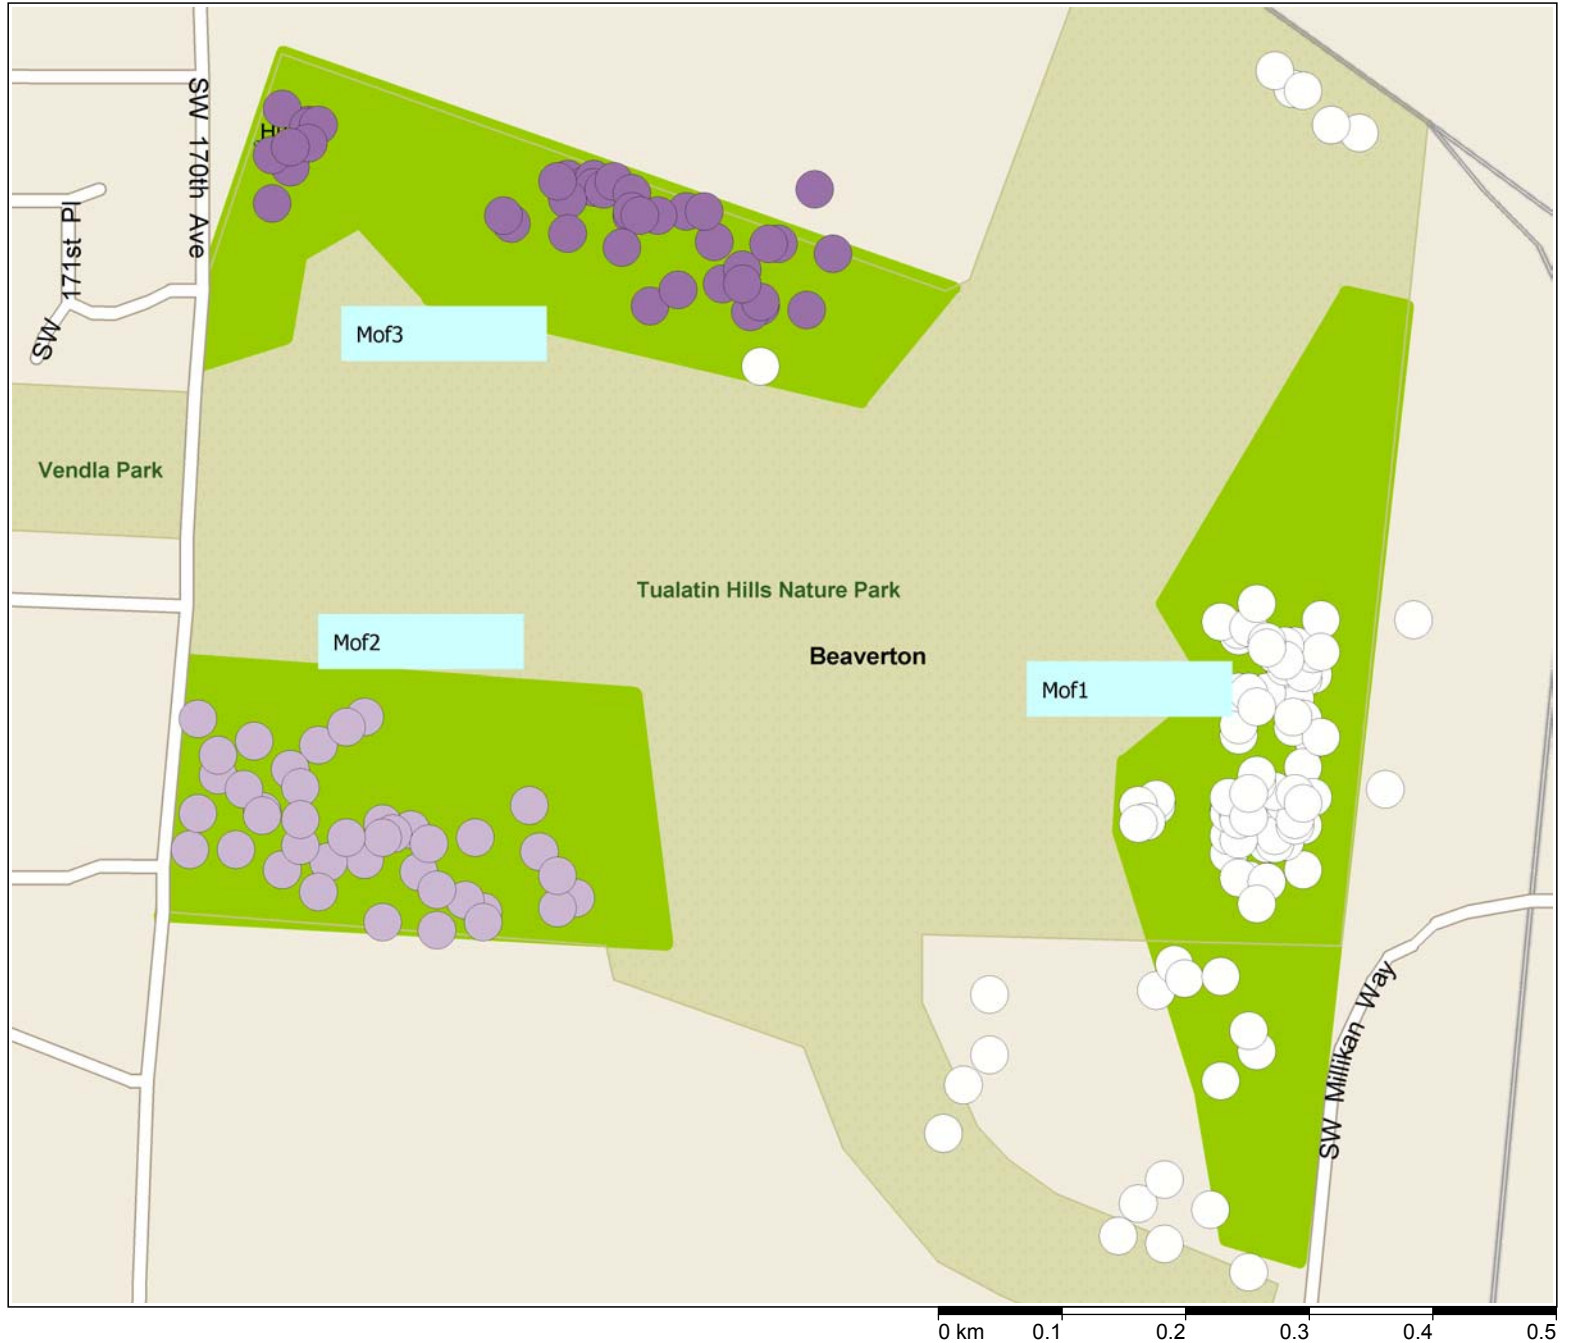 SW 170th Ave
SW 171st Pl
Mof3
Vendla Park
Tualatin Hills Nature Park
Mof2
Beaverton
Mof1
SW Millikan Way
0 km 0.1 0.2 0.3 0.4 0.5